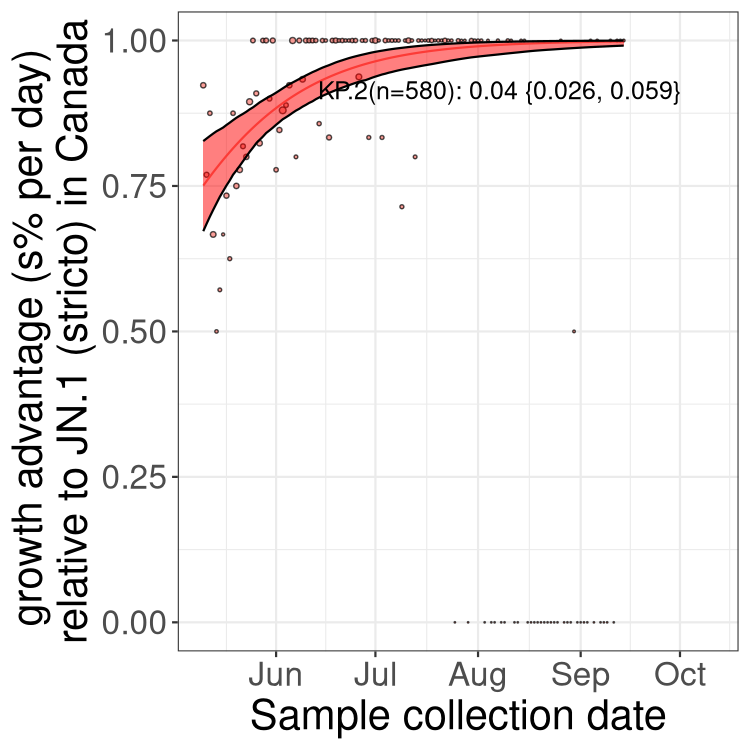 growth advantage (s% per day)
relative to JN.1 (stricto) in Canada
1.00
0.75
0.50
0.25
0.00
KP.2(n=580): 0.04 {0.026, 0.059}
Jun Jul Aug Sep Oct
Sample collection date